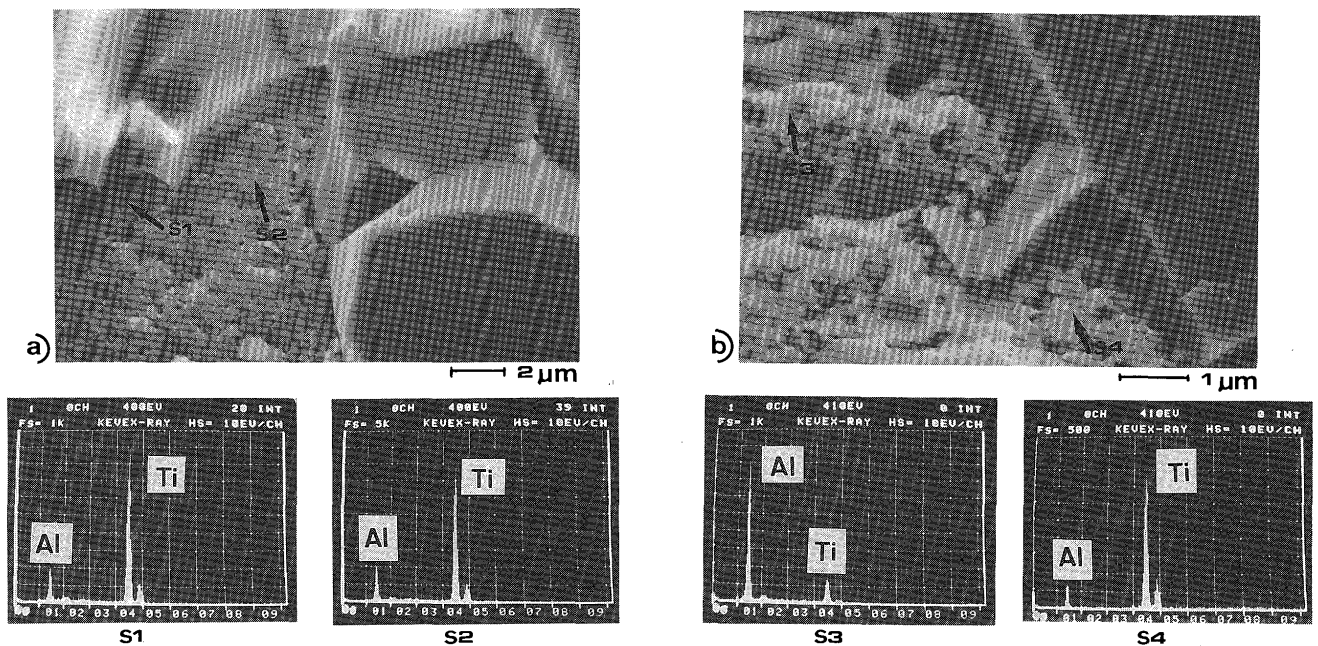 S1
S2
a)
2 µm
S3
S4
b)
1 µm
1 0CH 400EV 20 INT
FS= 1K KEVEX-RAY HS= 10EV/CH
Ti
Al
01 02 03 04 05 06 07 08 09
S1
1 0CH 400EV 39 INT
FS= 5K KEVEX-RAY HS= 10EV/CH
Ti
Al
01 02 03 04 05 06 07 08 09
S2
1 0CH 410EV 0 INT
FS= 1K KEVEX-RAY HS= 10EV/CH
Al
Ti
01 02 03 04 05 06 07 08 09
S3
1 0CH 410EV 0 INT
FS= 500 KEVEX-RAY HS= 10EV/CH
Ti
Al
01 02 03 04 05 06 07 08 09
S4